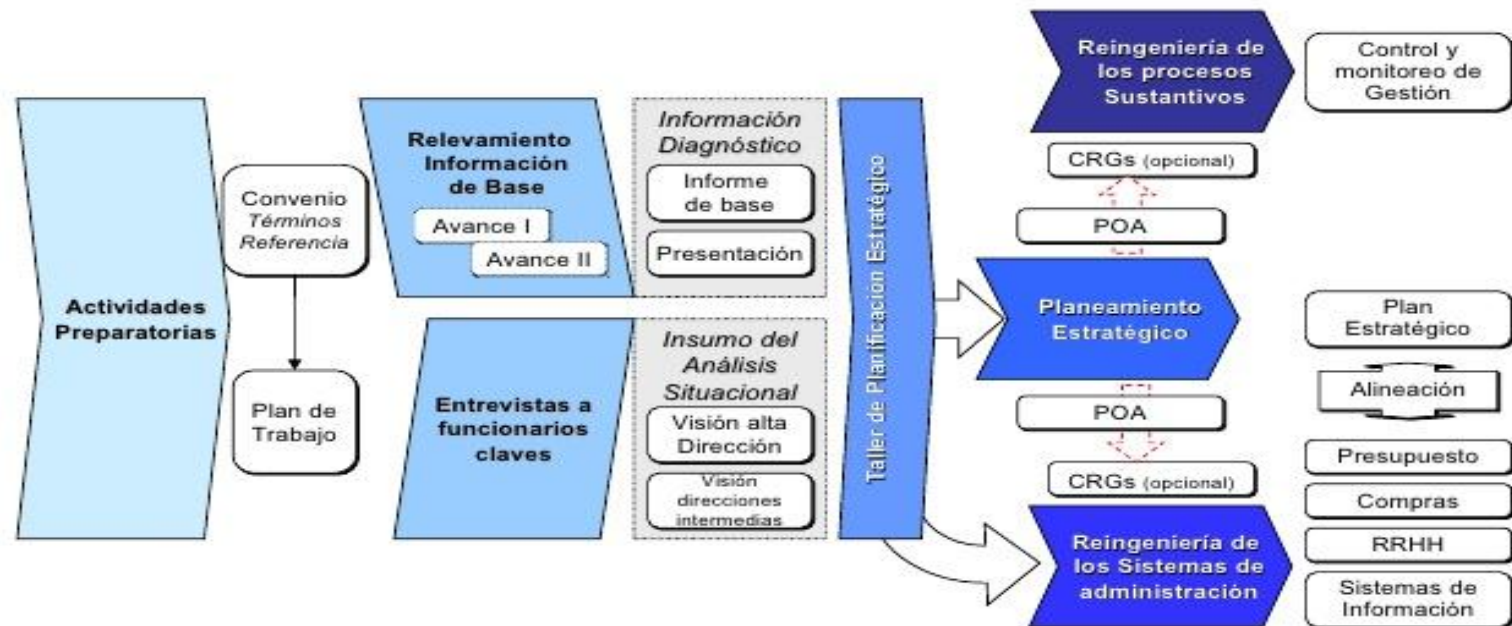 Actividades
Preparatorias
Convenio
Términos
Referencia
Plan de
Trabajo
Relevamiento
Información
de Base
Avance I
Avance II
Entrevistas a
funcionarios
claves
Información
Diagnóstico
Informe
de base
Presentación
Insumo del
Análisis
Situacional
Visión alta
Dirección
Visión
direcciones
intermedias
Taller de Planificación Estratégico
Reingeniería de
los procesos
Sustantivos
CRGs (opcional)
POA
Planeamiento
Estratégico
POA
CRGs (opcional)
Reingeniería de
los Sistemas de
administración
Control y
monitoreo de
Gestión
Plan
Estratégico
Alineación
Presupuesto
Compras
RRHH
Sistemas de
Información